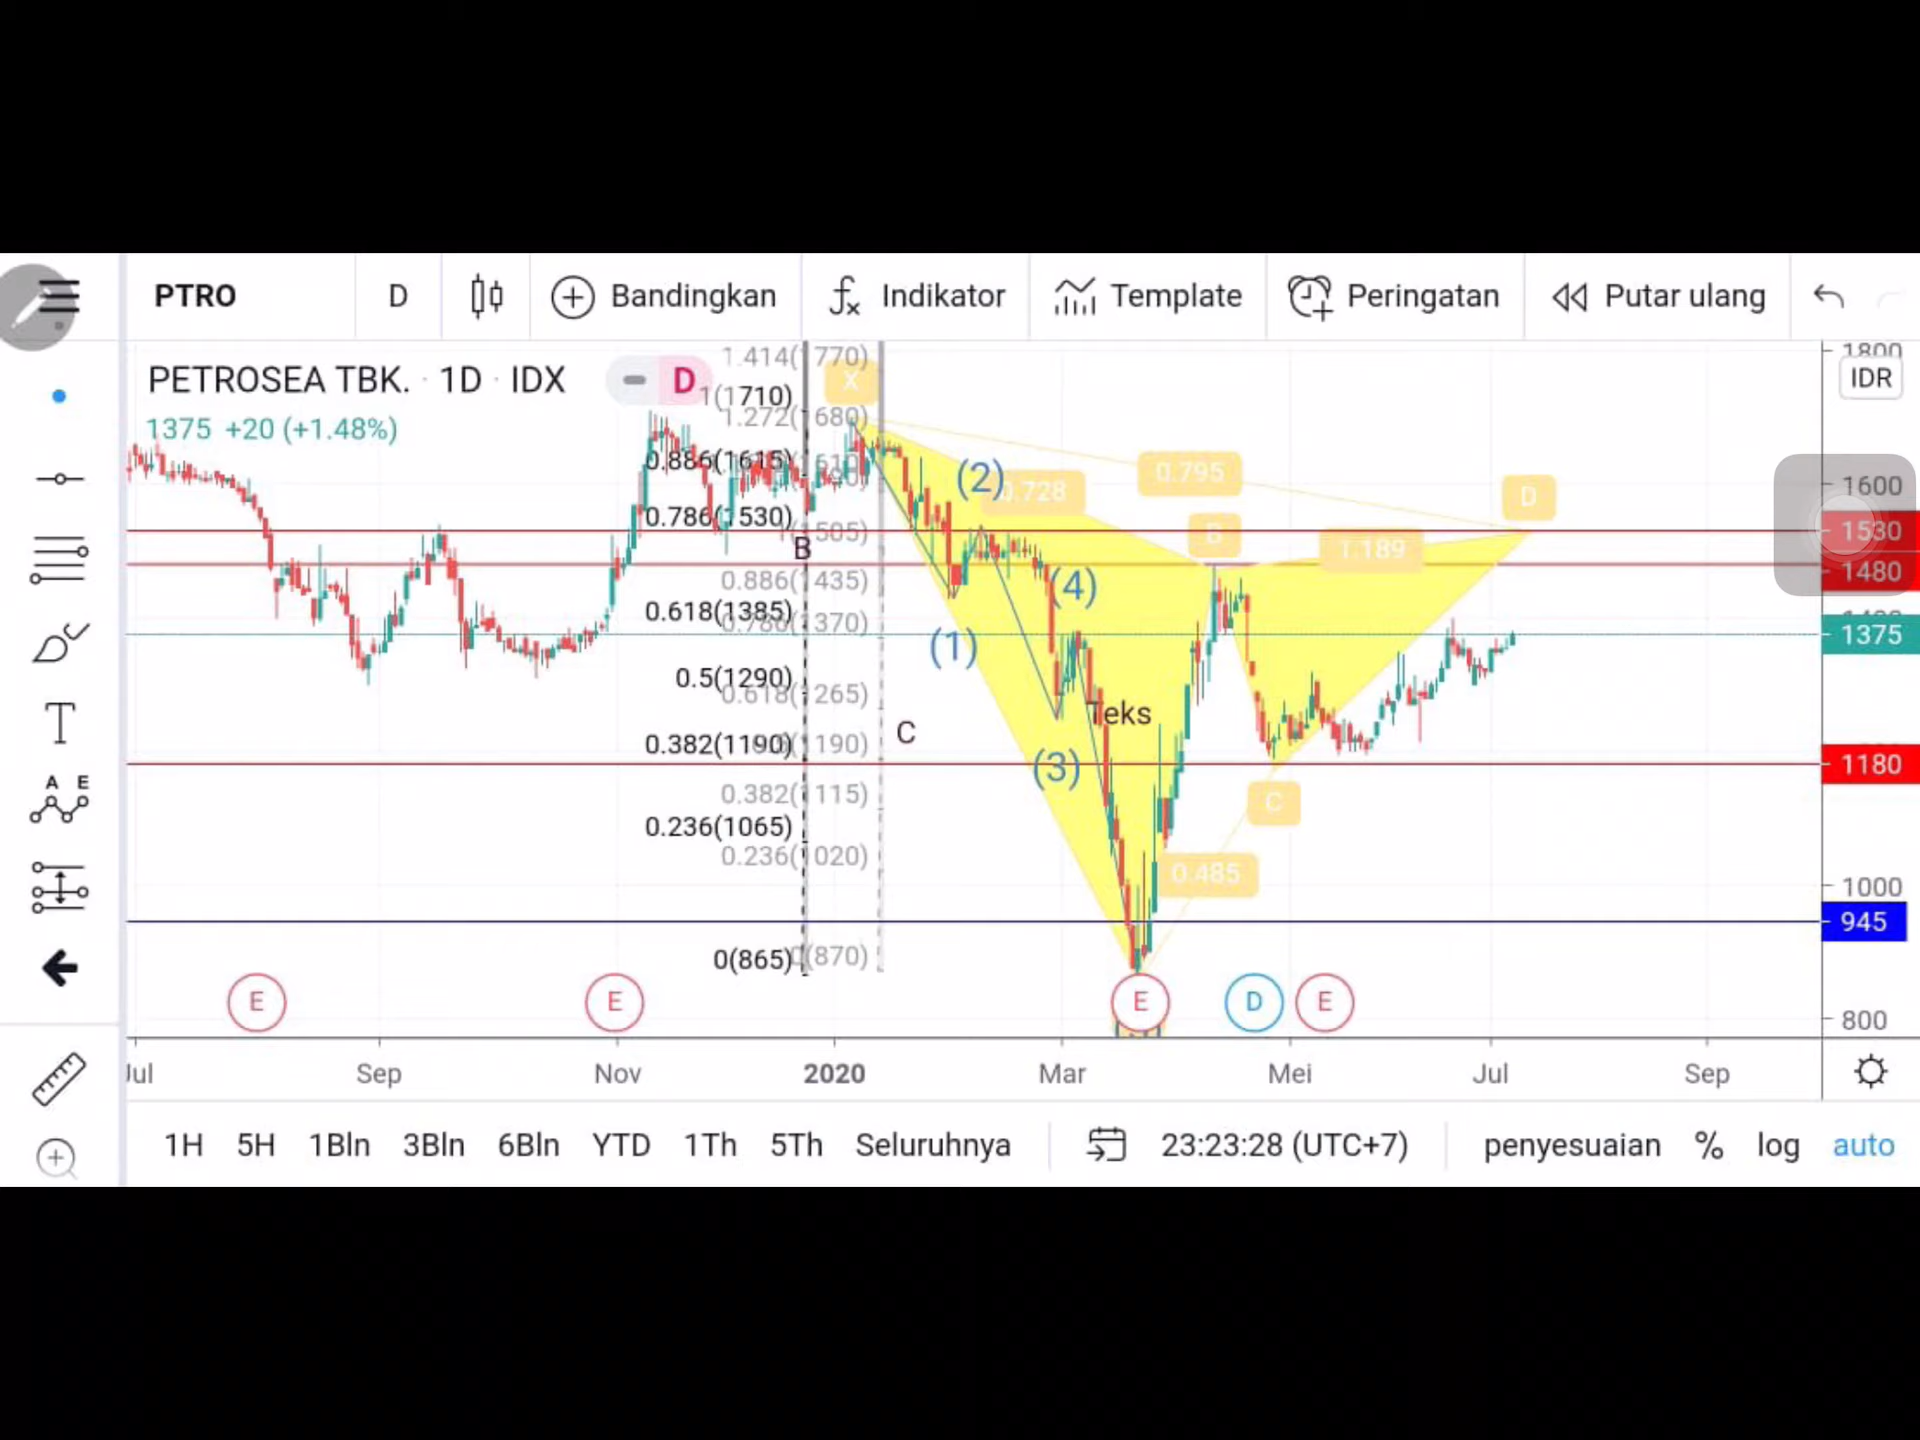 PTRO D Bandingkan Indikator Template Peringatan Putar ulang
PETROSEA TBK. · 1D · IDX D
1375 +20 (+1.48%)
1.414(1770)
1(1710)
1.272(1680)
0.886(1615)
0.786(1530)
1(1505)
0.886(1435)
0.618(1385)
0.786(1370)
0.5(1290)
0.618(1265)
0.382(1190)
0.382(1115)
0.236(1065)
0.236(1020)
0(865)
0(870)
B
C
X
(2)
0.728
0.795
D
B
1.189
(4)
(1)
Teks
(3)
C
0.485
1800
IDR
1600
1530
1480
1375
1180
1000
945
800
T
A E
E E E D E
Jul Sep Nov 2020 Mar Mei Jul Sep
1H 5H 1Bln 3Bln 6Bln YTD 1Th 5Th Seluruhnya 23:23:28 (UTC+7) penyesuaian % log auto